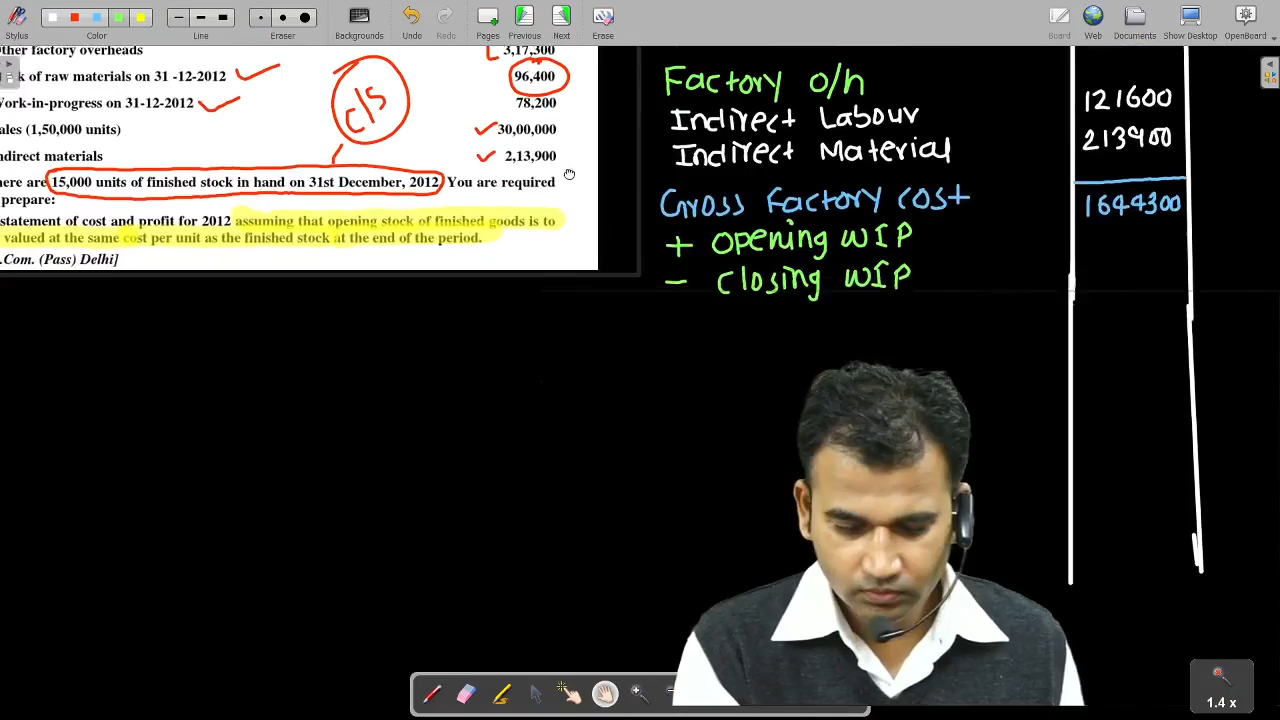 Stylus
Line
Eraser
Backgrounds
Undo
Redo
Pages
Previous
Next
Erase
Board
Web
Documents
Show Desktop
OpenBoard
ther factory overheads 3,17,300
k of raw materials on 31 -12-2012 96,400
Work-in-progress on 31-12-2012 78,200
ales (1,50,000 units) 30,00,000
ndirect materials 2,13,900
here are 15,000 units of finished stock in hand on 31st December, 2012. You are required
prepare:
statement of cost and profit for 2012 assuming that opening stock of finished goods is to
valued at the same cost per unit as the finished stock at the end of the period.
.Com. (Pass) Delhi]
C/S
Factory o/h
Indirect Labour 121600
Indirect Material 213900
Gross Factory cost 1644300
+ Opening WIP
- Closing WIP
1.4 x